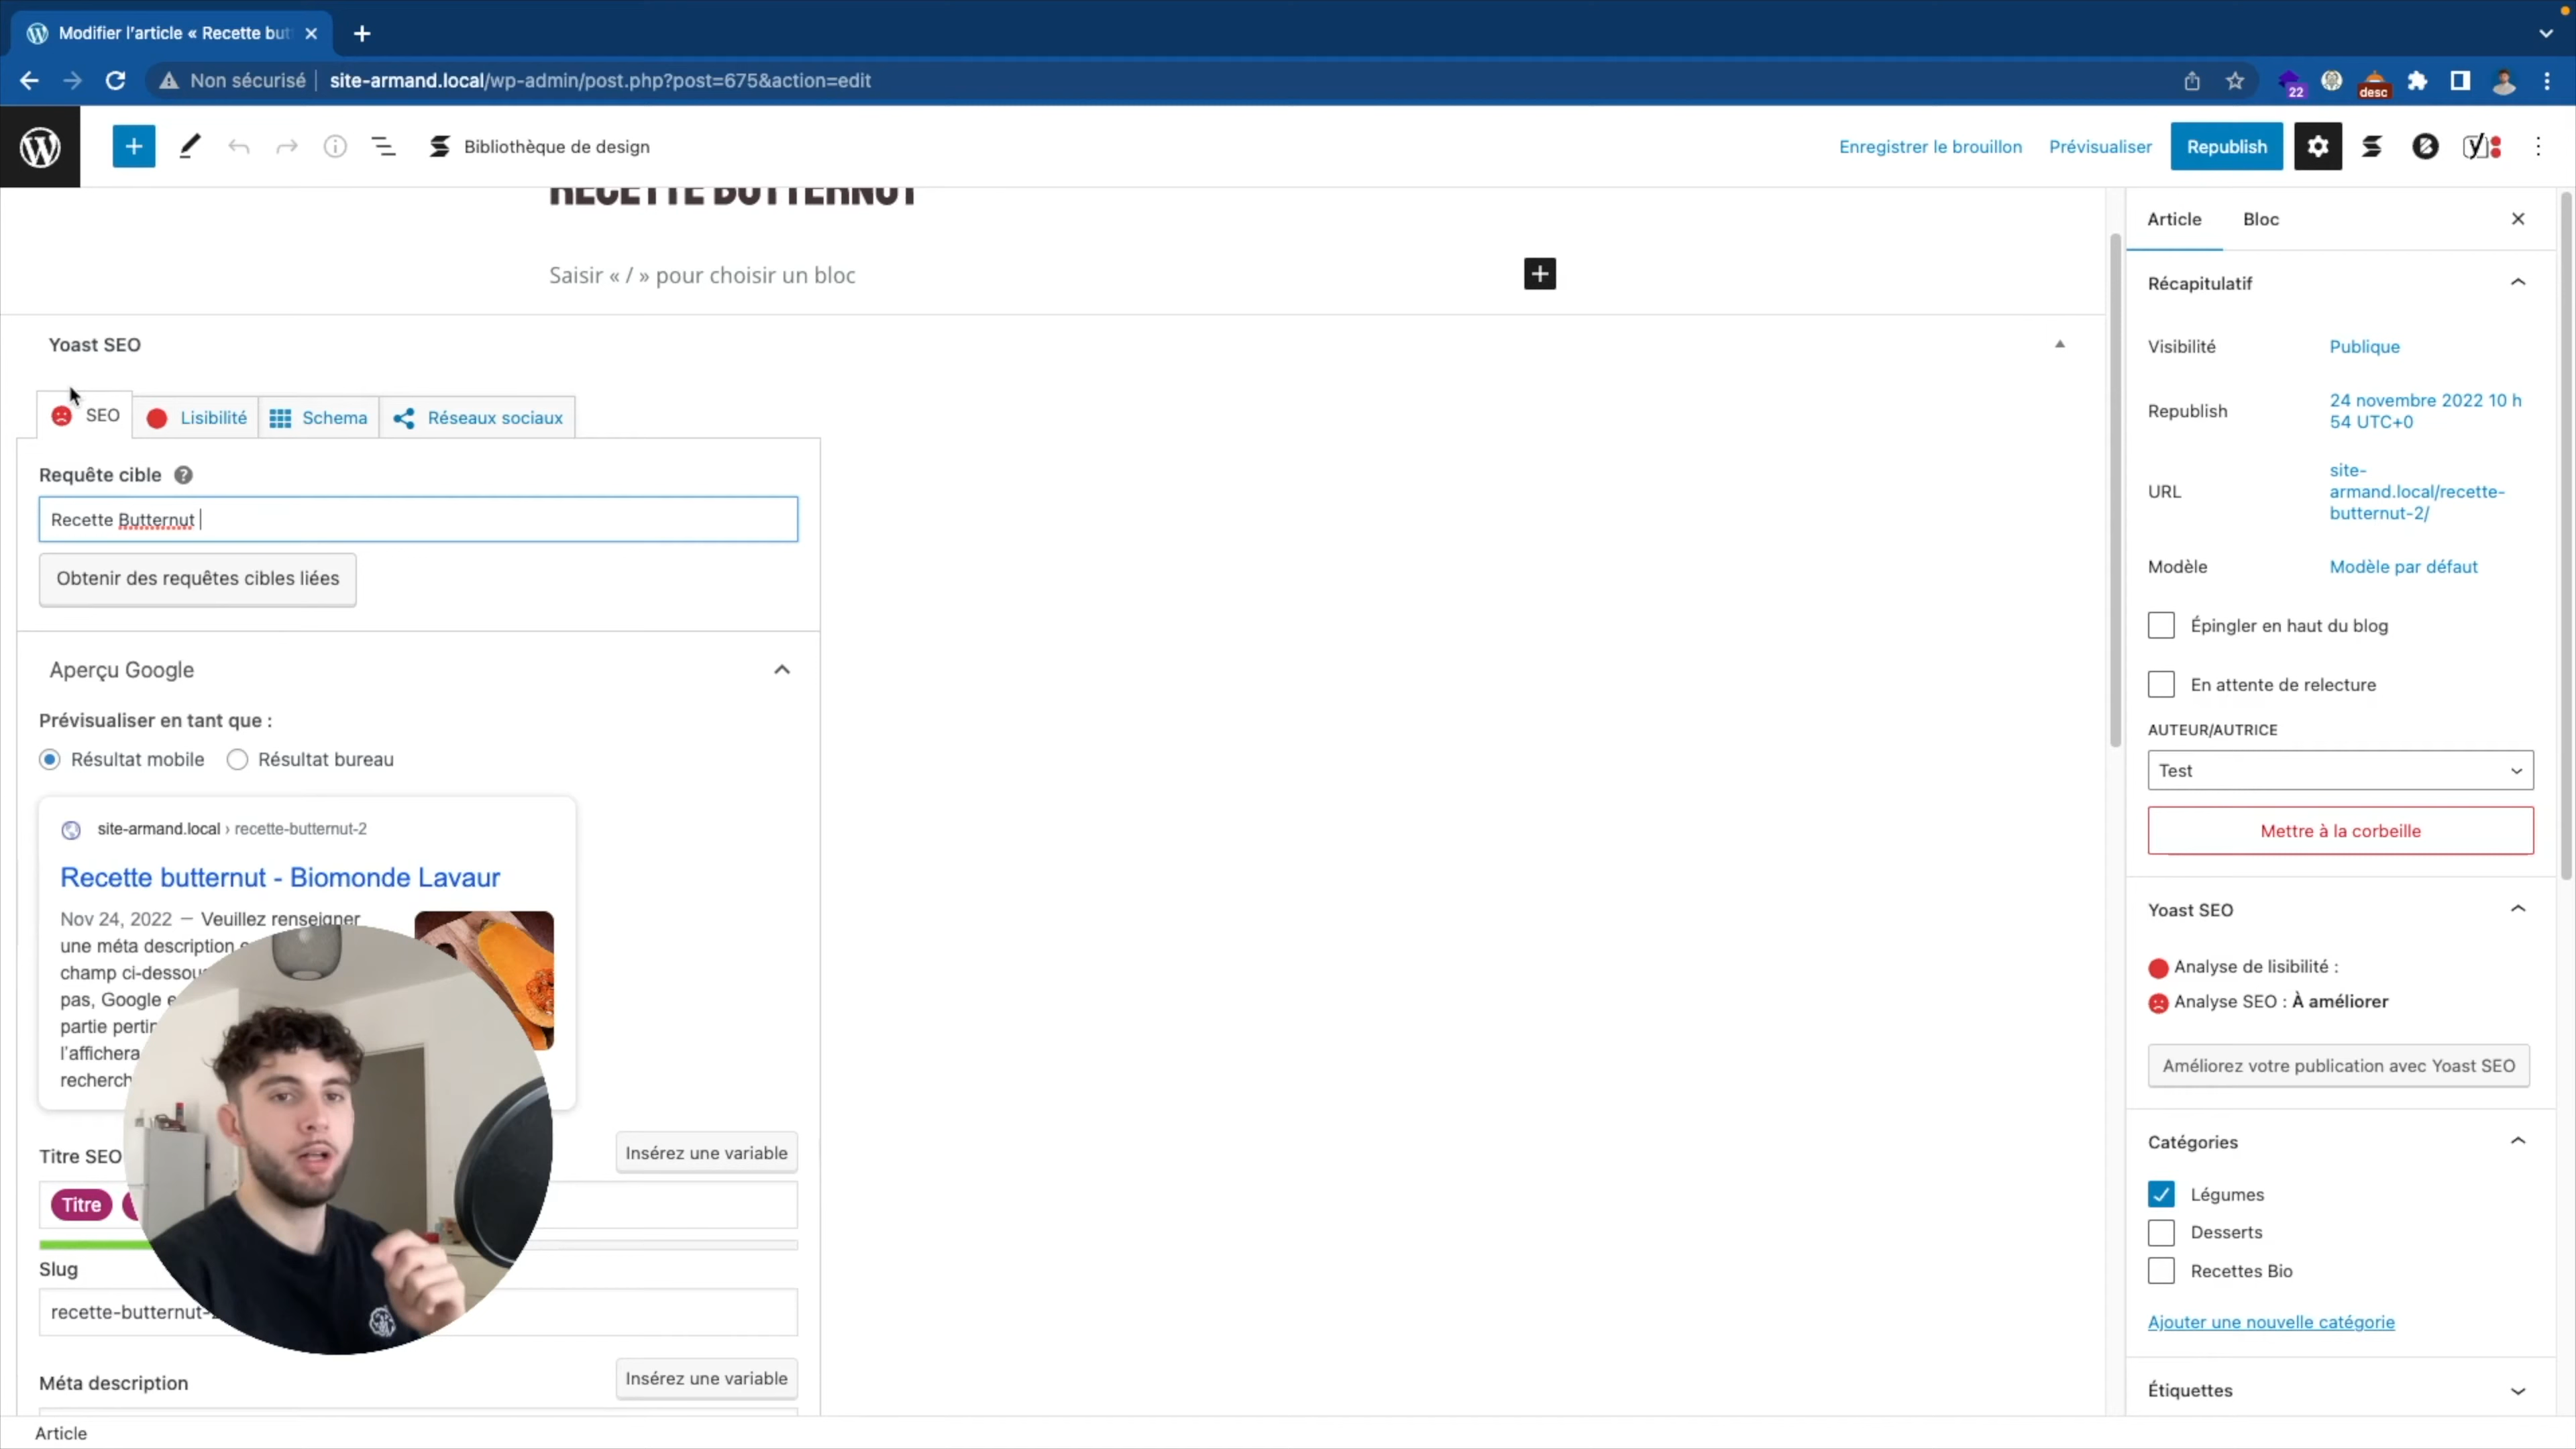 Modifier l'article « Recette but
Non sécurisé
site-armand.local/wp-admin/post.php?post=675&action=edit
22
desc
Bibliothèque de design
Enregistrer le brouillon
Prévisualiser
Republish
RECETTE BUTTERNUT
Saisir « / » pour choisir un bloc
Yoast SEO
SEO
Lisibilité
Schema
Réseaux sociaux
Requête cible
Recette Butternut
Obtenir des requêtes cibles liées
Aperçu Google
Prévisualiser en tant que :
Résultat mobile
Résultat bureau
site-armand.local › recette-butternut-2
Recette butternut - Biomonde Lavaur
Nov 24, 2022 — Veuillez renseigner
une méta description
champ ci-dessous
pas, Google
partie
l'affichera
Titre SEO
Insérez une variable
Titre
Slug
recette-butternut-
Méta description
Insérez une variable
Article
Article
Bloc
Récapitulatif
Visibilité
Publique
Republish
24 novembre 2022 10 h
54 UTC+0
URL
site-
armand.local/recette-
butternut-2/
Modèle
Modèle par défaut
Épingler en haut du blog
En attente de relecture
AUTEUR/AUTRICE
Test
Mettre à la corbeille
Yoast SEO
Analyse de lisibilité :
Analyse SEO : À améliorer
Améliorez votre publication avec Yoast SEO
Catégories
Légumes
Desserts
Recettes Bio
Ajouter une nouvelle catégorie
Étiquettes